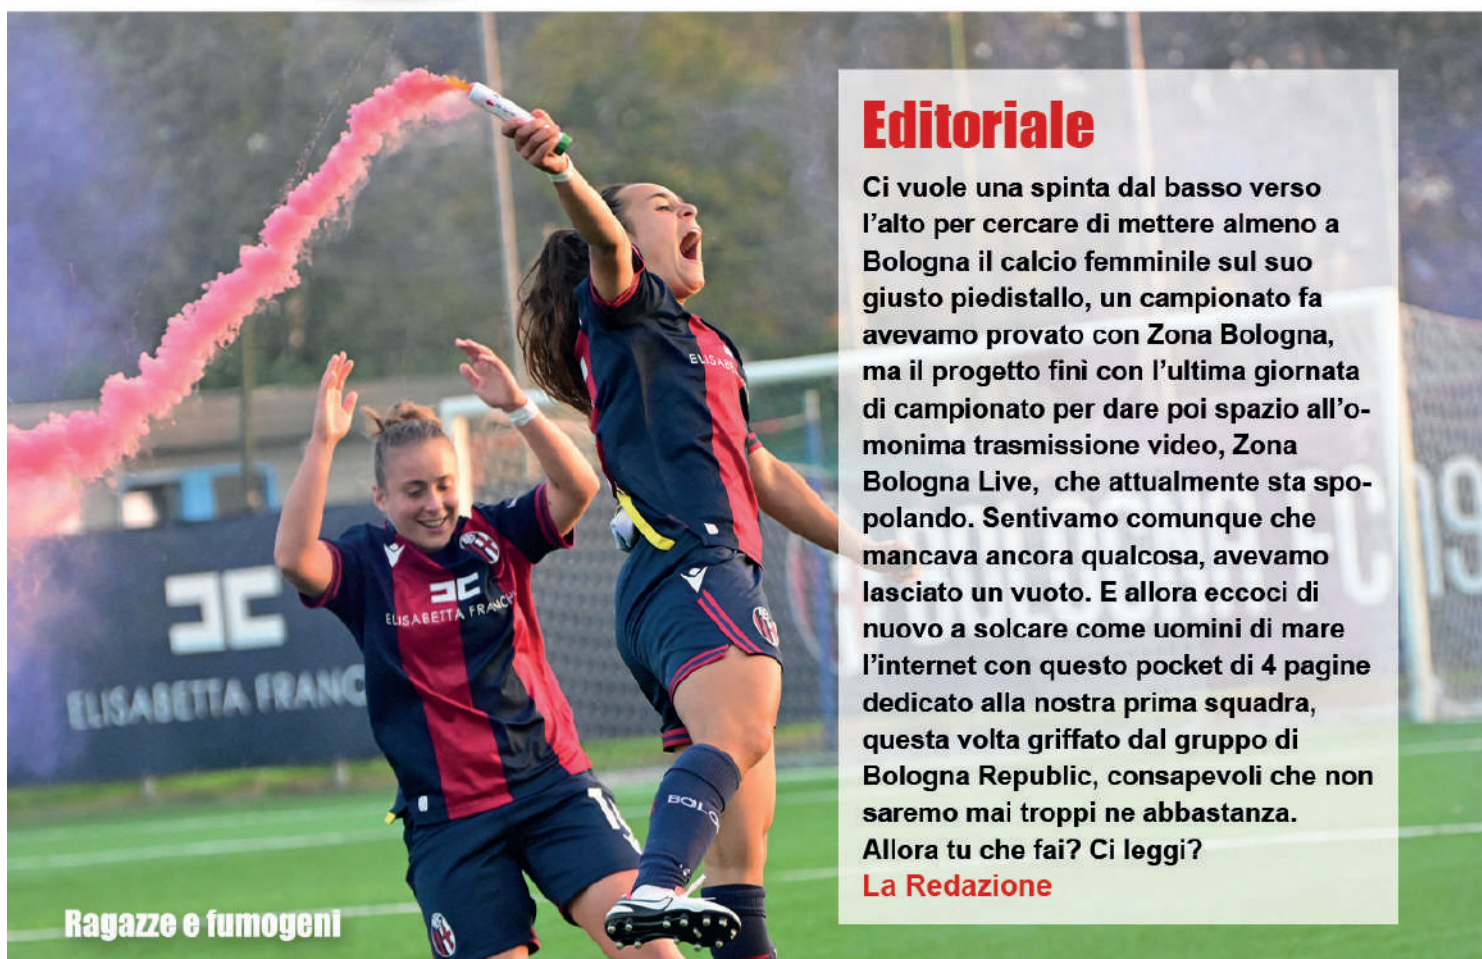 Editoriale
Ci vuole una spinta dal basso verso
l'alto per cercare di mettere almeno a
Bologna il calcio femminile sul suo
giusto piedistallo, un campionato fa
avevamo provato con Zona Bologna,
ma il progetto finì con l'ultima giornata
di campionato per dare poi spazio all'o-
monima trasmissione video, Zona
Bologna Live,  che attualmente sta spo-
polando. Sentivamo comunque che
mancava ancora qualcosa, avevamo
lasciato un vuoto. E allora eccoci di
nuovo a solcare come uomini di mare
l'internet con questo pocket di 4 pagine
dedicato alla nostra prima squadra,
questa volta griffato dal gruppo di
Bologna Republic, consapevoli che non
saremo mai troppi ne abbastanza.
Allora tu che fai? Ci leggi?
La Redazione
ELISABETTA FRANCH
ELISABETTA FRANC
BOLO
Ragazze e fumogeni